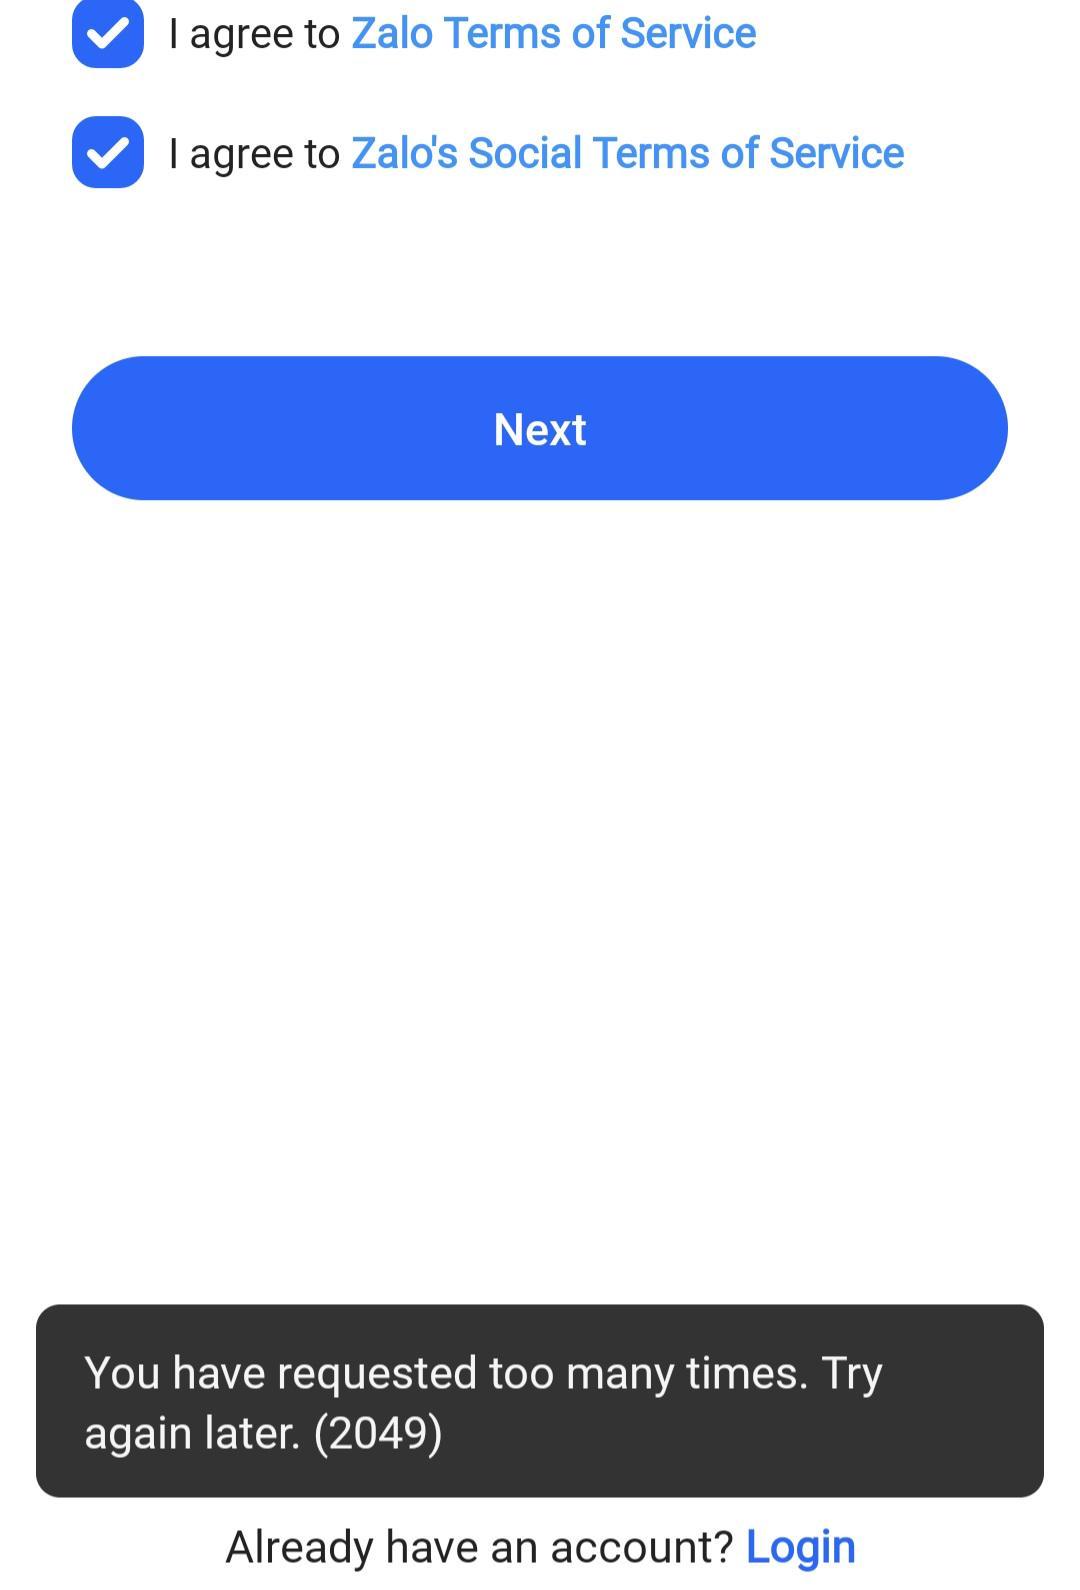 I agree to Zalo Terms of Service
I agree to Zalo's Social Terms of Service
Next
You have requested too many times. Try
again later. (2049)
Already have an account? Login